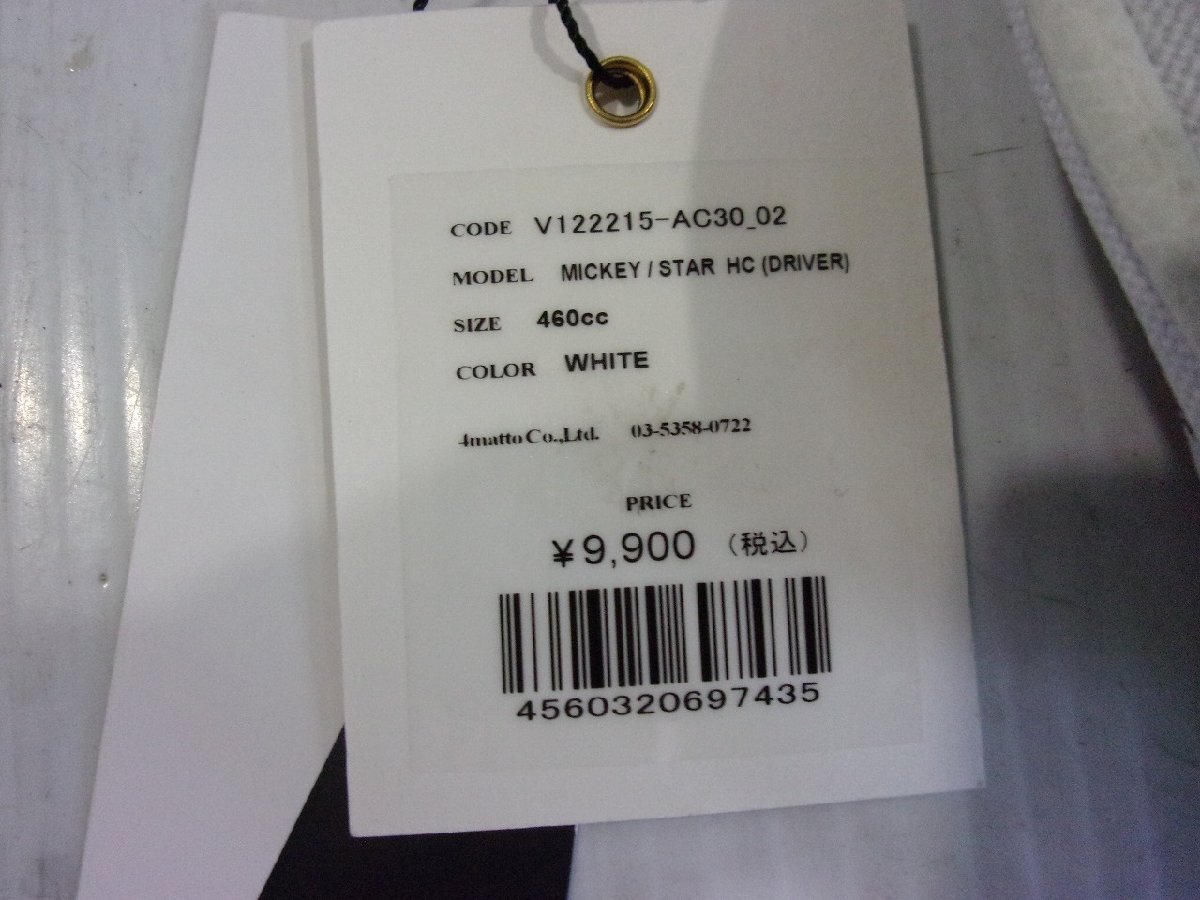 CODE V122215-AC30_02
MODEL MICKEY / STAR HC (DRIVER)
SIZE 460cc
COLOR WHITE
4matto Co.,Ltd. 03-5358-0722
PRICE
¥9,900 (税込)
4560320697435